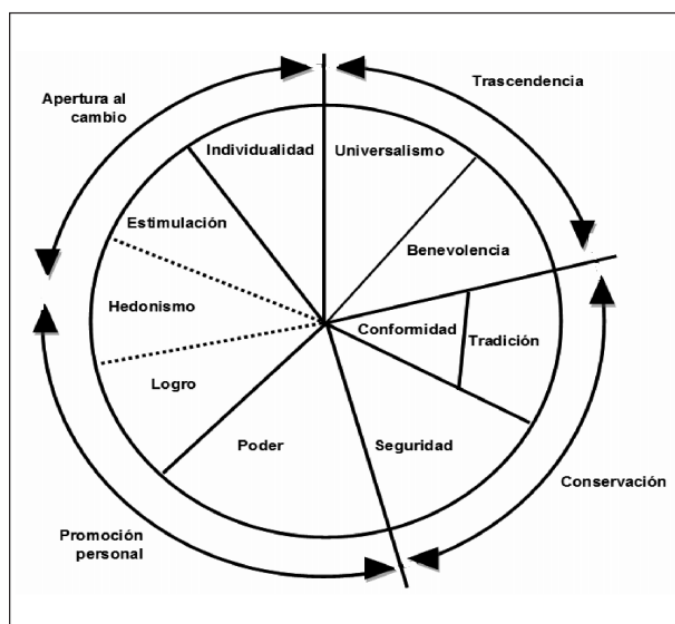 Trascendencia
Apertura al
cambio
Individualidad
Universalismo
Estimulación
Benevolencia
Hedonismo
Conformidad
Tradición
Logro
Poder
Seguridad
Conservación
Promoción
personal